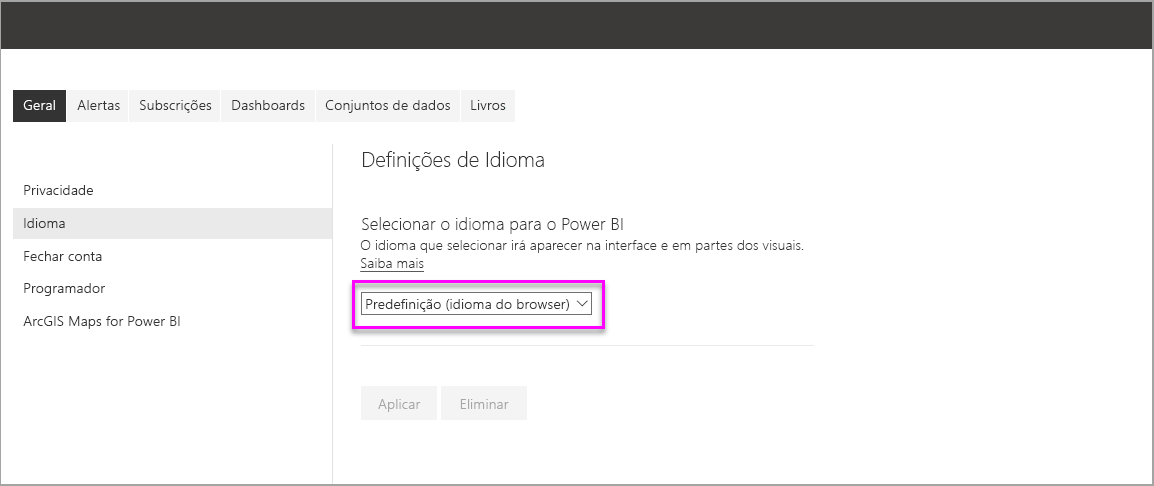 Geral
Alertas
Subscrições
Dashboards
Conjuntos de dados
Livros
Privacidade
Idioma
Fechar conta
Programador
ArcGIS Maps for Power BI
Definições de Idioma
Selecionar o idioma para o Power BI
O idioma que selecionar irá aparecer na interface e em partes dos visuais.
Saiba mais
Predefinição (idioma do browser)
Aplicar
Eliminar